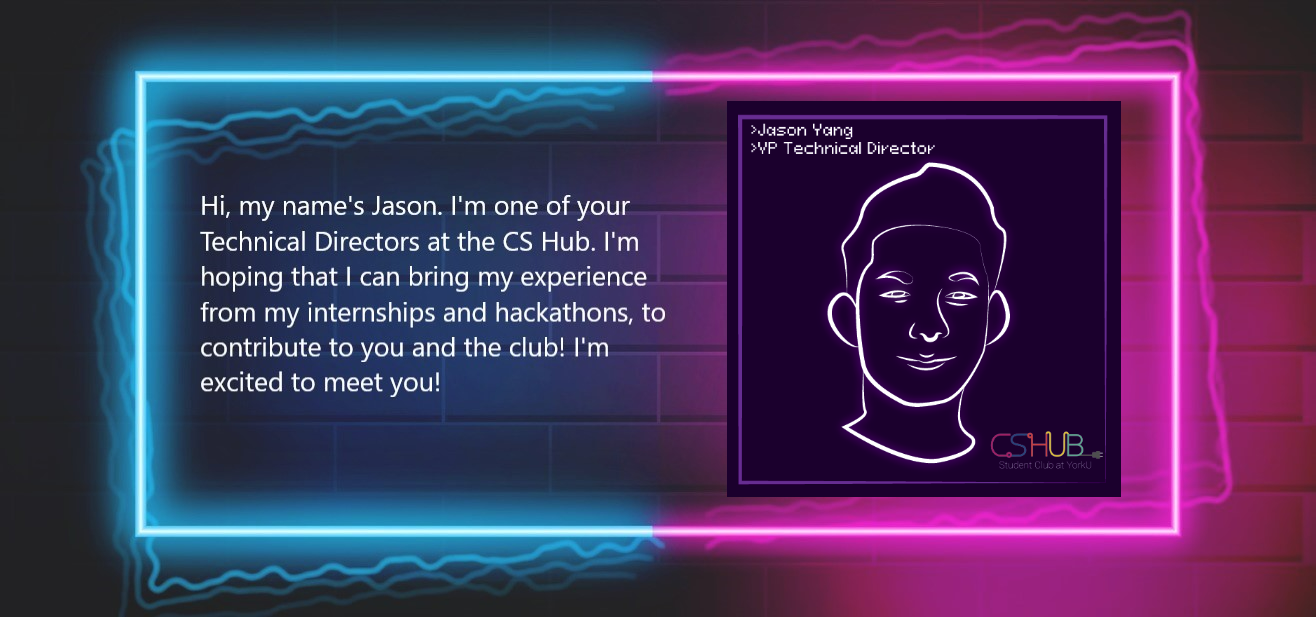 Hi, my name's Jason. I'm one of your
Technical Directors at the CS Hub. I'm
hoping that I can bring my experience
from my internships and hackathons, to
contribute to you and the club! I'm
excited to meet you!
>Jason Yang
>VP Technical Director
CSHUB
Student Club at YorkU